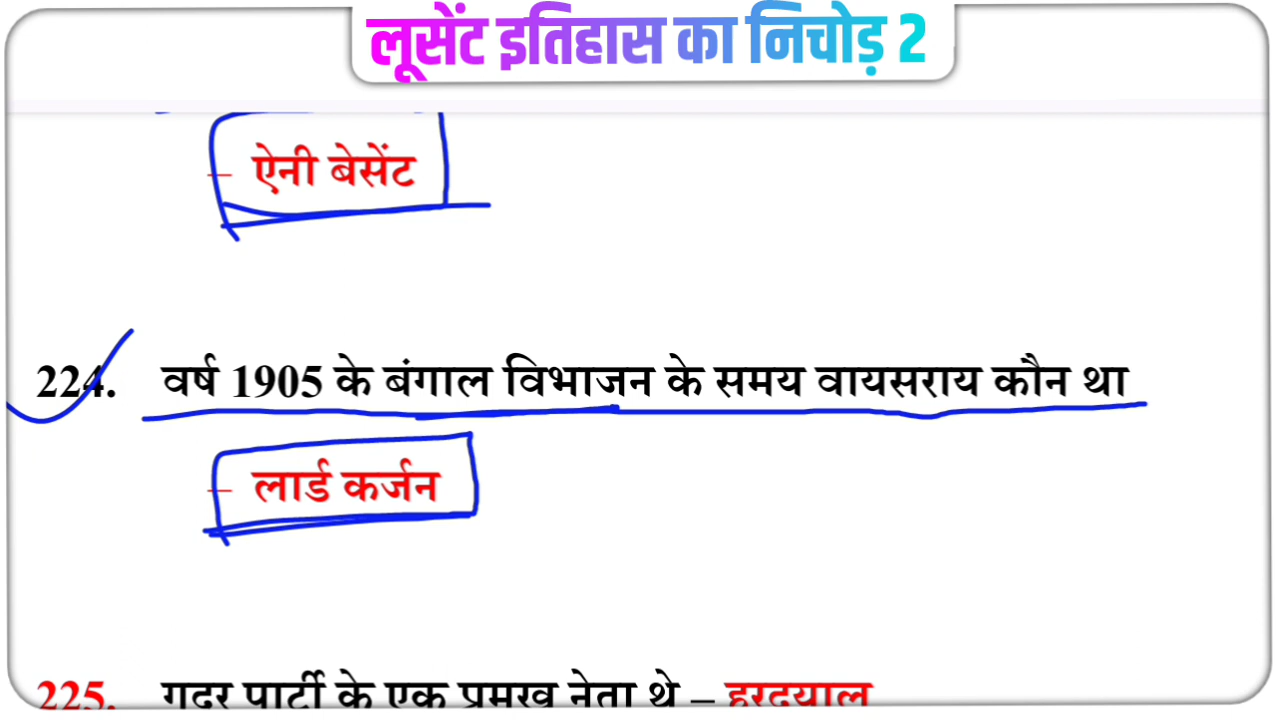 लूसेंट इतिहास का निचोड़ 2
– ऐनी बेसेंट
224. वर्ष 1905 के बंगाल विभाजन के समय वायसराय कौन था
– लार्ड कर्जन
225. गदर पार्टी के एक प्रमुख नेता थे – हरदयाल